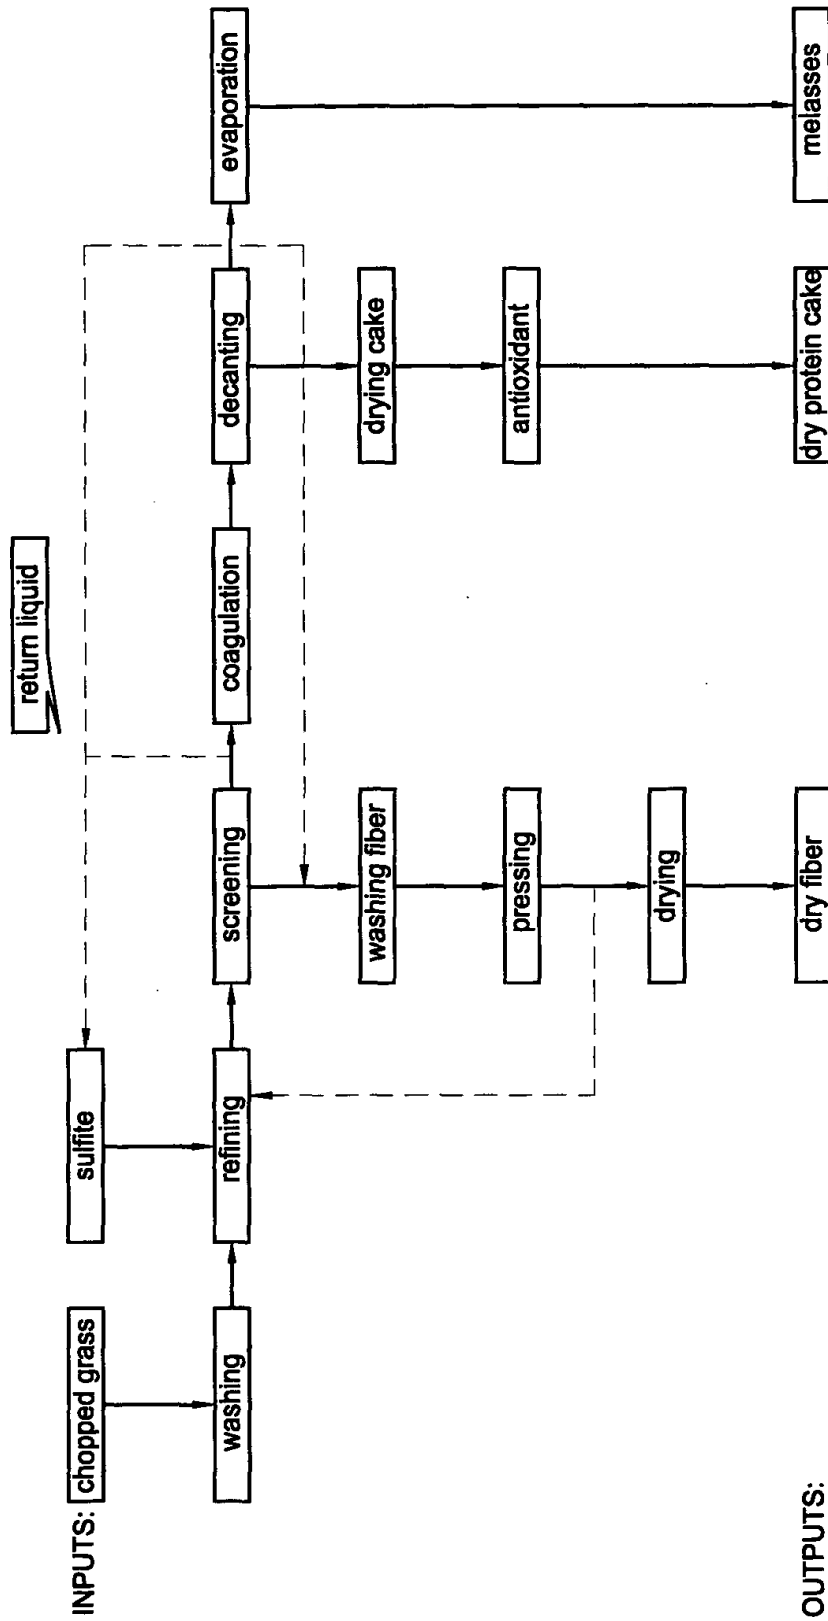 return liquid
INPUTS:
chopped grass
sulfite
washing
refining
screening
coagulation
decanting
evaporation
washing fiber
drying cake
pressing
antioxidant
drying
OUTPUTS:
dry fiber
dry protein cake
melasses